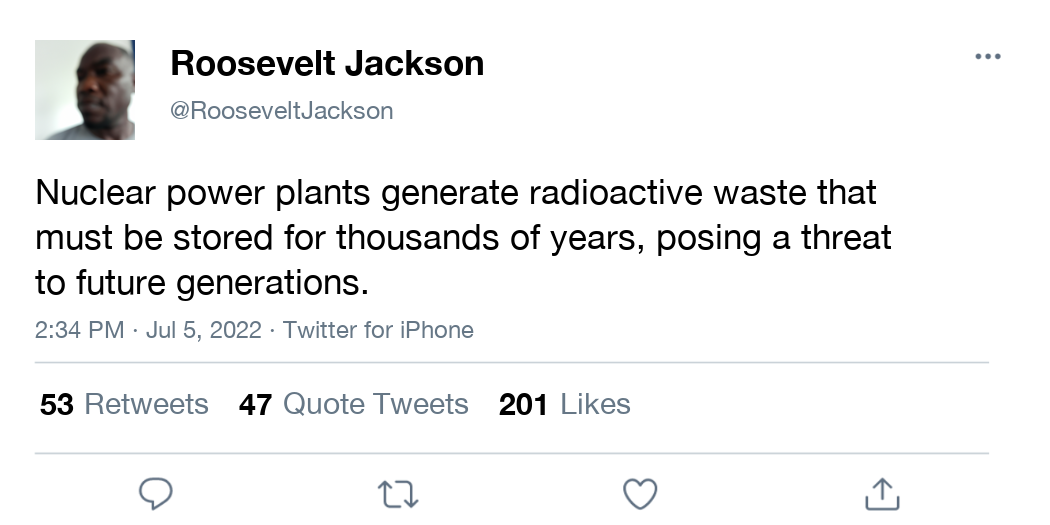 Roosevelt Jackson
@RooseveltJackson
Nuclear power plants generate radioactive waste that
must be stored for thousands of years, posing a threat
to future generations.
2:34 PM · Jul 5, 2022 · Twitter for iPhone
53 Retweets 47 Quote Tweets 201 Likes